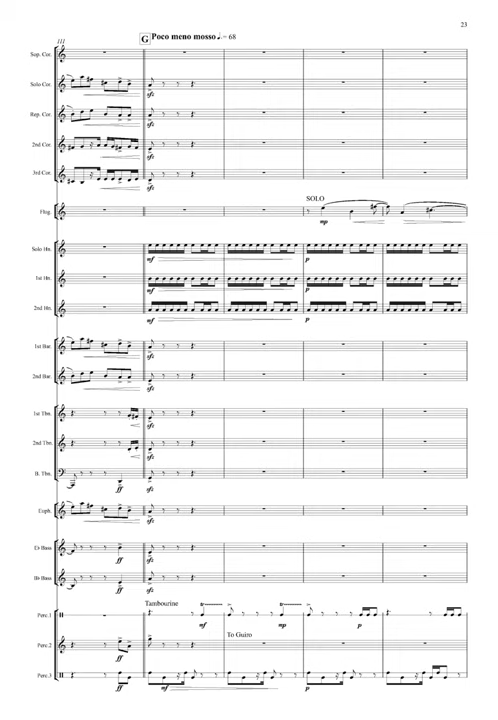 23
111
G Poco meno mosso ♩. = 68
Sop. Cor.
Solo Cor.
sfz
Rep. Cor.
sfz
2nd Cor.
sfz
3rd Cor.
sfz
SOLO
Flug.
mp
Solo Hn.
mf p
1st Hn.
mf p
2nd Hn.
mf p
1st Bar.
sfz
2nd Bar.
sfz
1st Tbn.
sfz
2nd Tbn.
sfz
B. Tbn.
ff
Euph.
sfz
E♭ Bass
ff sfz
B♭ Bass
ff sfz
Tambourine
Perc.1
mf mp p
To Guiro
Perc.2
ff
Perc.3
ff mf p